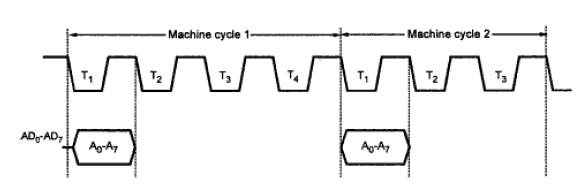 Machine cycle 1 Machine cycle 2
T1 T2 T3 T4 T1 T2 T3
AD0-AD7 A0-A7 A0-A7